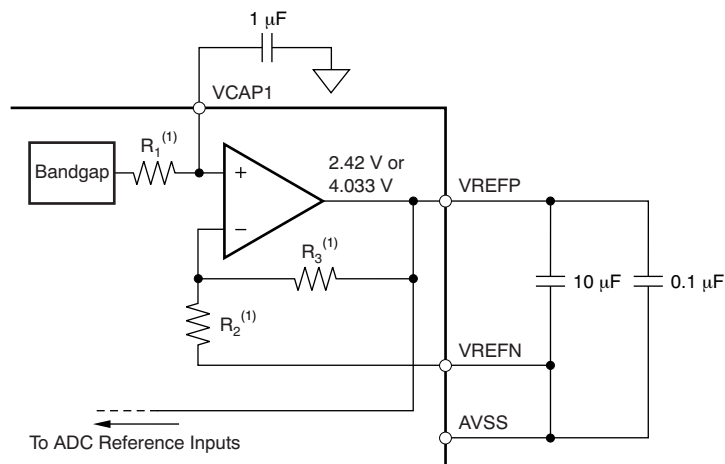 1 μF
VCAP1
R1(1)
Bandgap
+
2.42 V or
4.033 V
VREFP
−
R3(1)
10 μF
0.1 μF
R2(1)
VREFN
To ADC Reference Inputs
AVSS